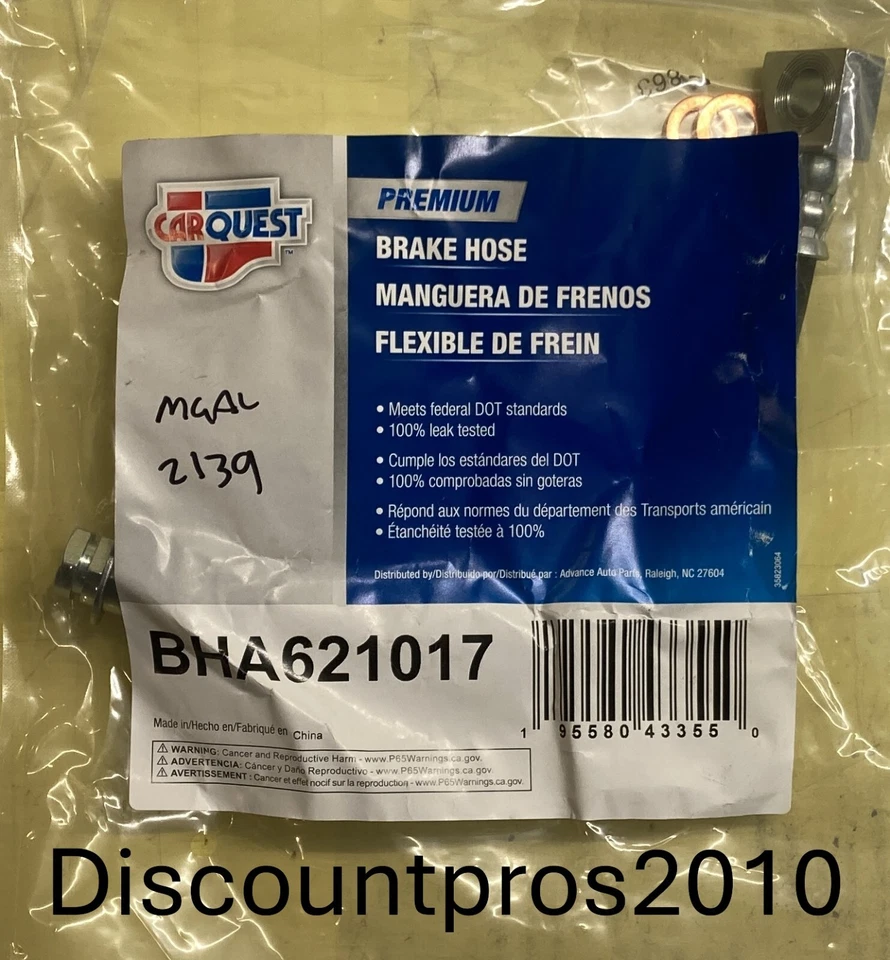 CARQUEST
TM
PREMIUM
BRAKE HOSE
MANGUERA DE FRENOS
FLEXIBLE DE FREIN
MGAL
2139
• Meets federal DOT standards
• 100% leak tested
• Cumple los estándares del DOT
• 100% comprobadas sin goteras
• Répond aux normes du département des Transports américain
• Étanchéité testée à 100%
Distributed by/Distribuido por/Distribué par : Advance Auto Parts, Raleigh, NC 27604
35823064
BHA621017
1 95580 43355 0
Made in/Hecho en/Fabriqué en China
⚠ WARNING: Cancer and Reproductive Harm - www.P65Warnings.ca.gov.
⚠ ADVERTENCIA: Cáncer y Daño Reproductivo - www.P65Warnings.ca.gov.
⚠ AVERTISSEMENT : Cancer et effet nocif sur la reproduction - www.P65Warnings.ca.gov.
Discountpros2010